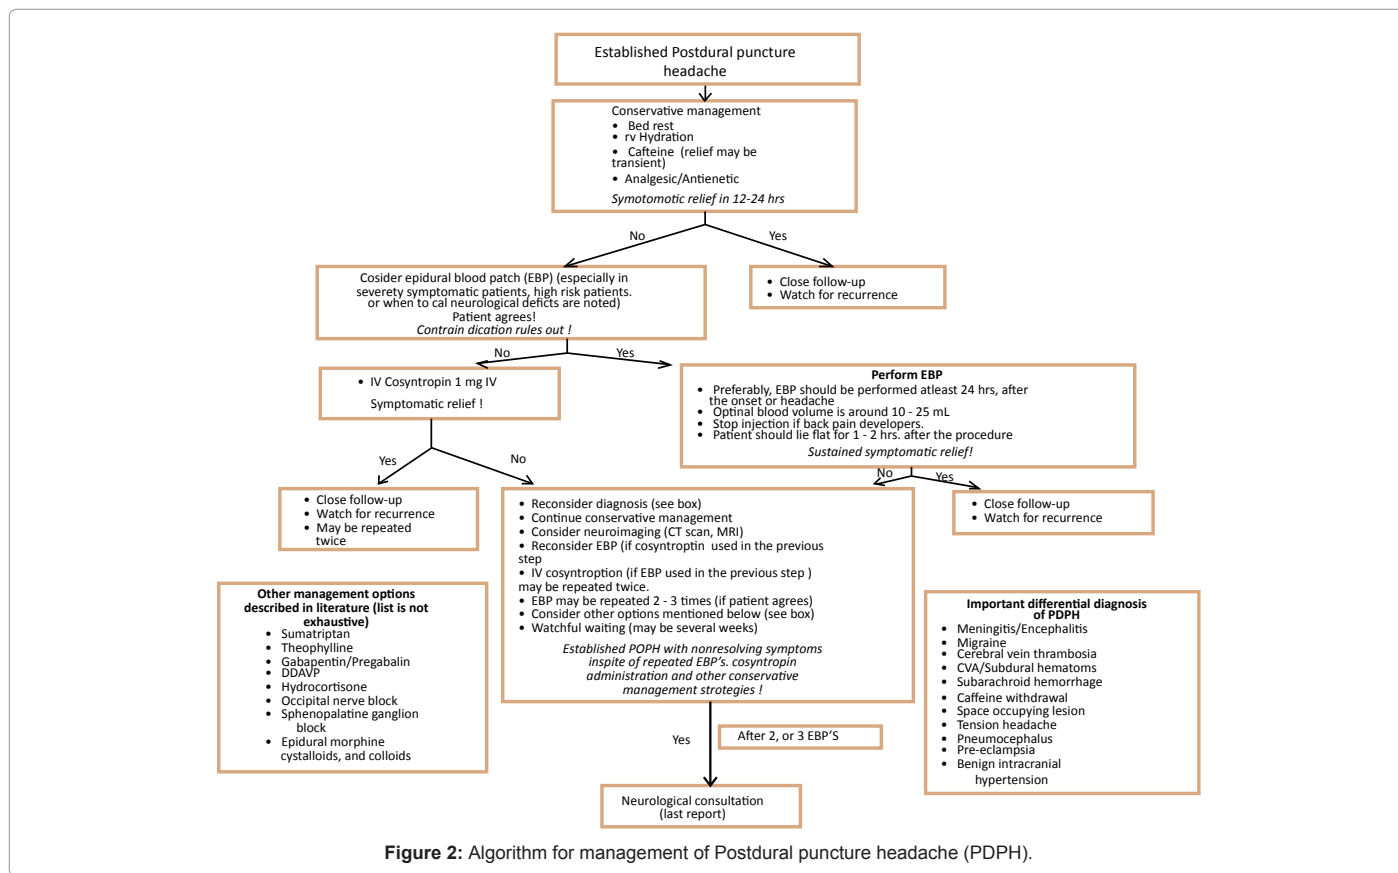 Established Postdural puncture
headache
Conservative management
• Bed rest
• rv Hydration
• Cafteine (relief may be
transient)
• Analgesic/Antienetic
Symotomotic relief in 12-24 hrs
No
Yes
Cosider epidural blood patch (EBP) (especially in
severety symptomatic patients, high risk patients.
or when to cal neurological deficts are noted)
Patient agrees!
Contrain dication rules out !
• Close follow-up
• Watch for recurrence
No
Yes
• IV Cosyntropin 1 mg IV
Symptomatic relief !
Perform EBP
• Preferably, EBP should be performed atleast 24 hrs, after
the onset or headache
• Optinal blood volume is around 10 - 25 mL
• Stop injection if back pain developers.
• Patient should lie flat for 1 - 2 hrs. after the procedure
Sustained symptomatic relief!
Yes
No
No
Yes
• Close follow-up
• Watch for recurrence
• May be repeated
twice
• Reconsider diagnosis (see box)
• Continue conservative management
• Consider neuroimaging (CT scan, MRI)
• Reconsider EBP (if cosyntroptin used in the previous
step
• IV cosyntroption (if EBP used in the previous step )
may be repeated twice.
• EBP may be repeated 2 - 3 times (if patient agrees)
• Consider other options mentioned below (see box)
• Watchful waiting (may be several weeks)
Established POPH with nonresolving symptoms
inspite of repeated EBP's. cosyntropin
administration and other conservative
management strategies !
• Close follow-up
• Watch for recurrence
Other management options
described in literature (list is not
exhaustive)
• Sumatriptan
• Theophylline
• Gabapentin/Pregabalin
• DDAVP
• Hydrocortisone
• Occipital nerve block
• Sphenopalatine ganglion
block
• Epidural morphine
cystalloids, and colloids
Important differential diagnosis
of PDPH
• Meningitis/Encephalitis
• Migraine
• Cerebral vein thrambosia
• CVA/Subdural hematoms
• Subarachroid hemorrhage
• Caffeine withdrawal
• Space occupying lesion
• Tension headache
• Pneumocephalus
• Pre-eclampsia
• Benign intracranial
hypertension
Yes
After 2, or 3 EBP'S
Neurological consultation
(last report)
Figure 2: Algorithm for management of Postdural puncture headache (PDPH).